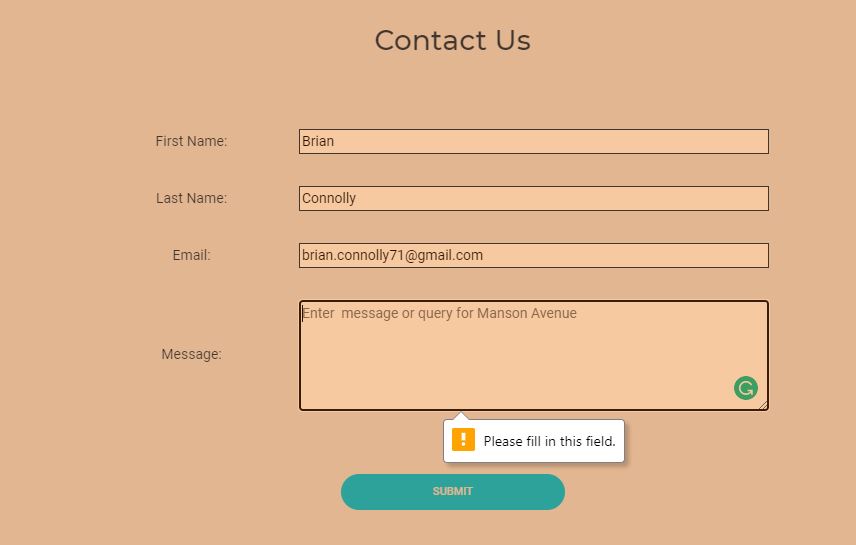 Contact Us
First Name: Brian
Last Name: Connolly
Email: brian.connolly71@gmail.com
Message: Enter  message or query for Manson Avenue
Please fill in this field.
SUBMIT